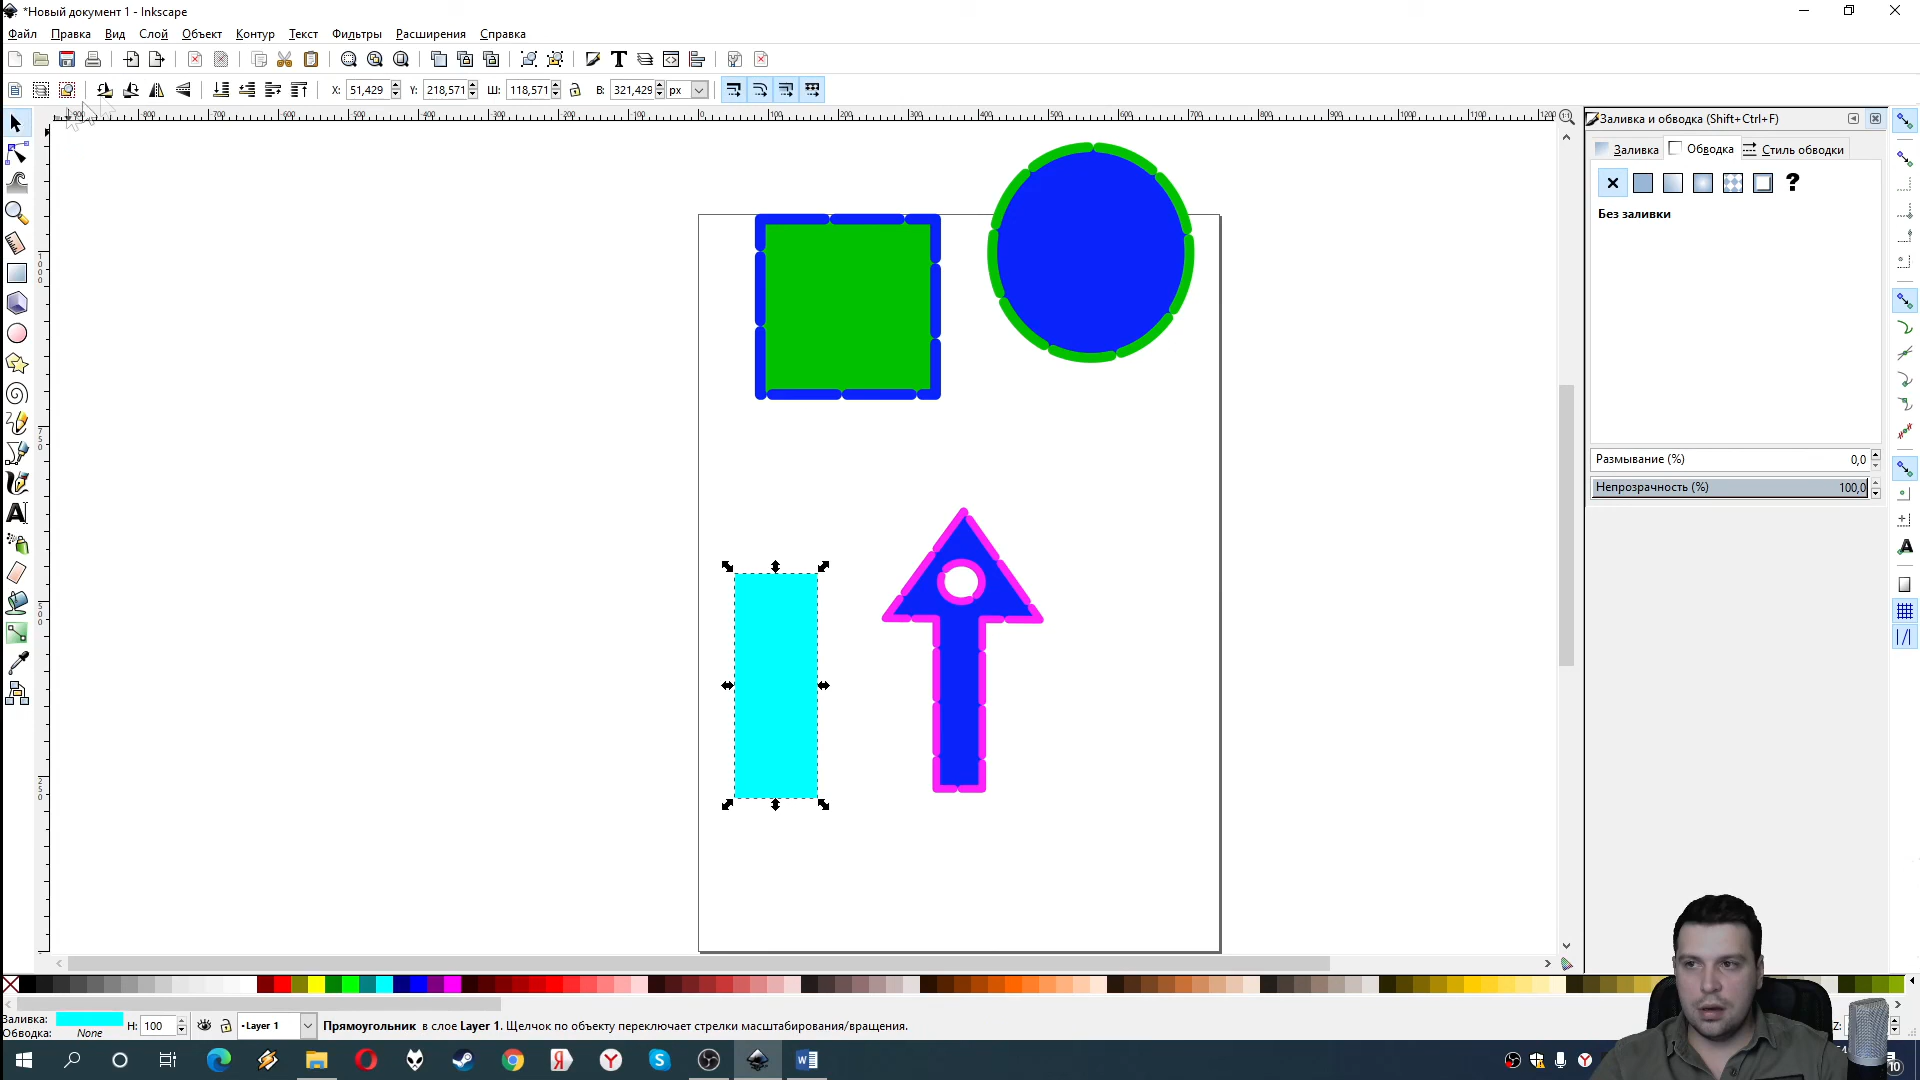 *Новый документ 1 - Inkscape
Файл Правка Вид Слой Объект Контур Текст Фильтры Расширения Справка
X: 51,429 Y: 218,571 Ш: 118,571 В: 321,429 px
Заливка и обводка (Shift+Ctrl+F)
Заливка Обводка Стиль обводки
?
Без заливки
Размывание (%) 0,0
Непрозрачность (%) 100,0
Заливка: Н: 100 Layer 1 Прямоугольник в слое Layer 1. Щелчок по объекту переключает стрелки масштабирования/вращения. Z:
Обводка: None
10